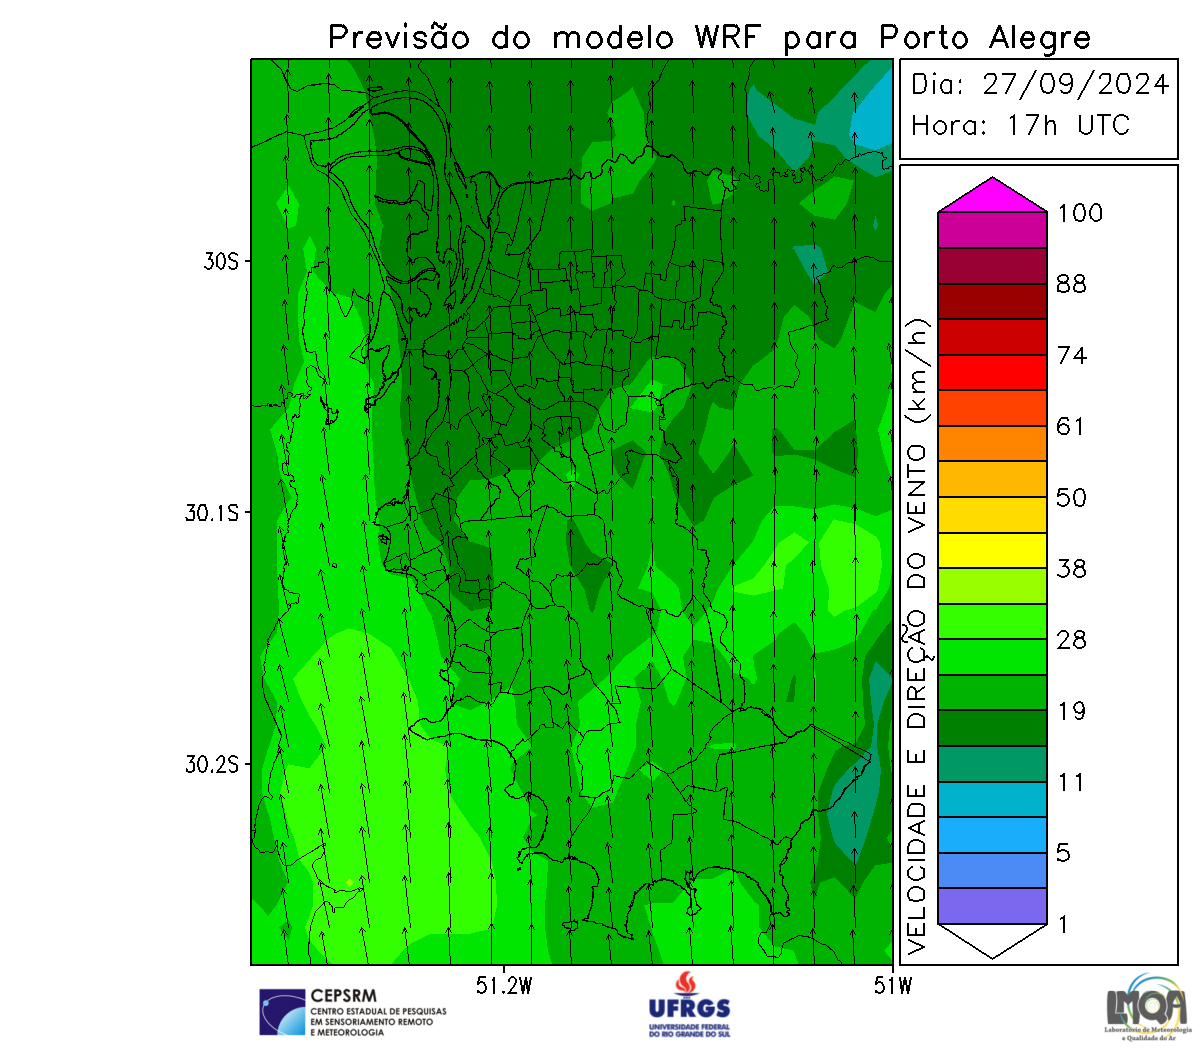 Previsão do modelo WRF para Porto Alegre
Dia: 27/09/2024
Hora: 17h UTC
30S
30.1S
30.2S
51.2W
51W
VELOCIDADE E DIREÇÃO DO VENTO (km/h)
100
88
74
61
50
38
28
19
11
5
1
CEPSRM
CENTRO ESTADUAL DE PESQUISAS
EM SENSORIAMENTO REMOTO
E METEOROLOGIA
UFRGS
UNIVERSIDADE FEDERAL
DO RIO GRANDE DO SUL
LMQA
Laboratório de Meteorologia
e Qualidade do Ar